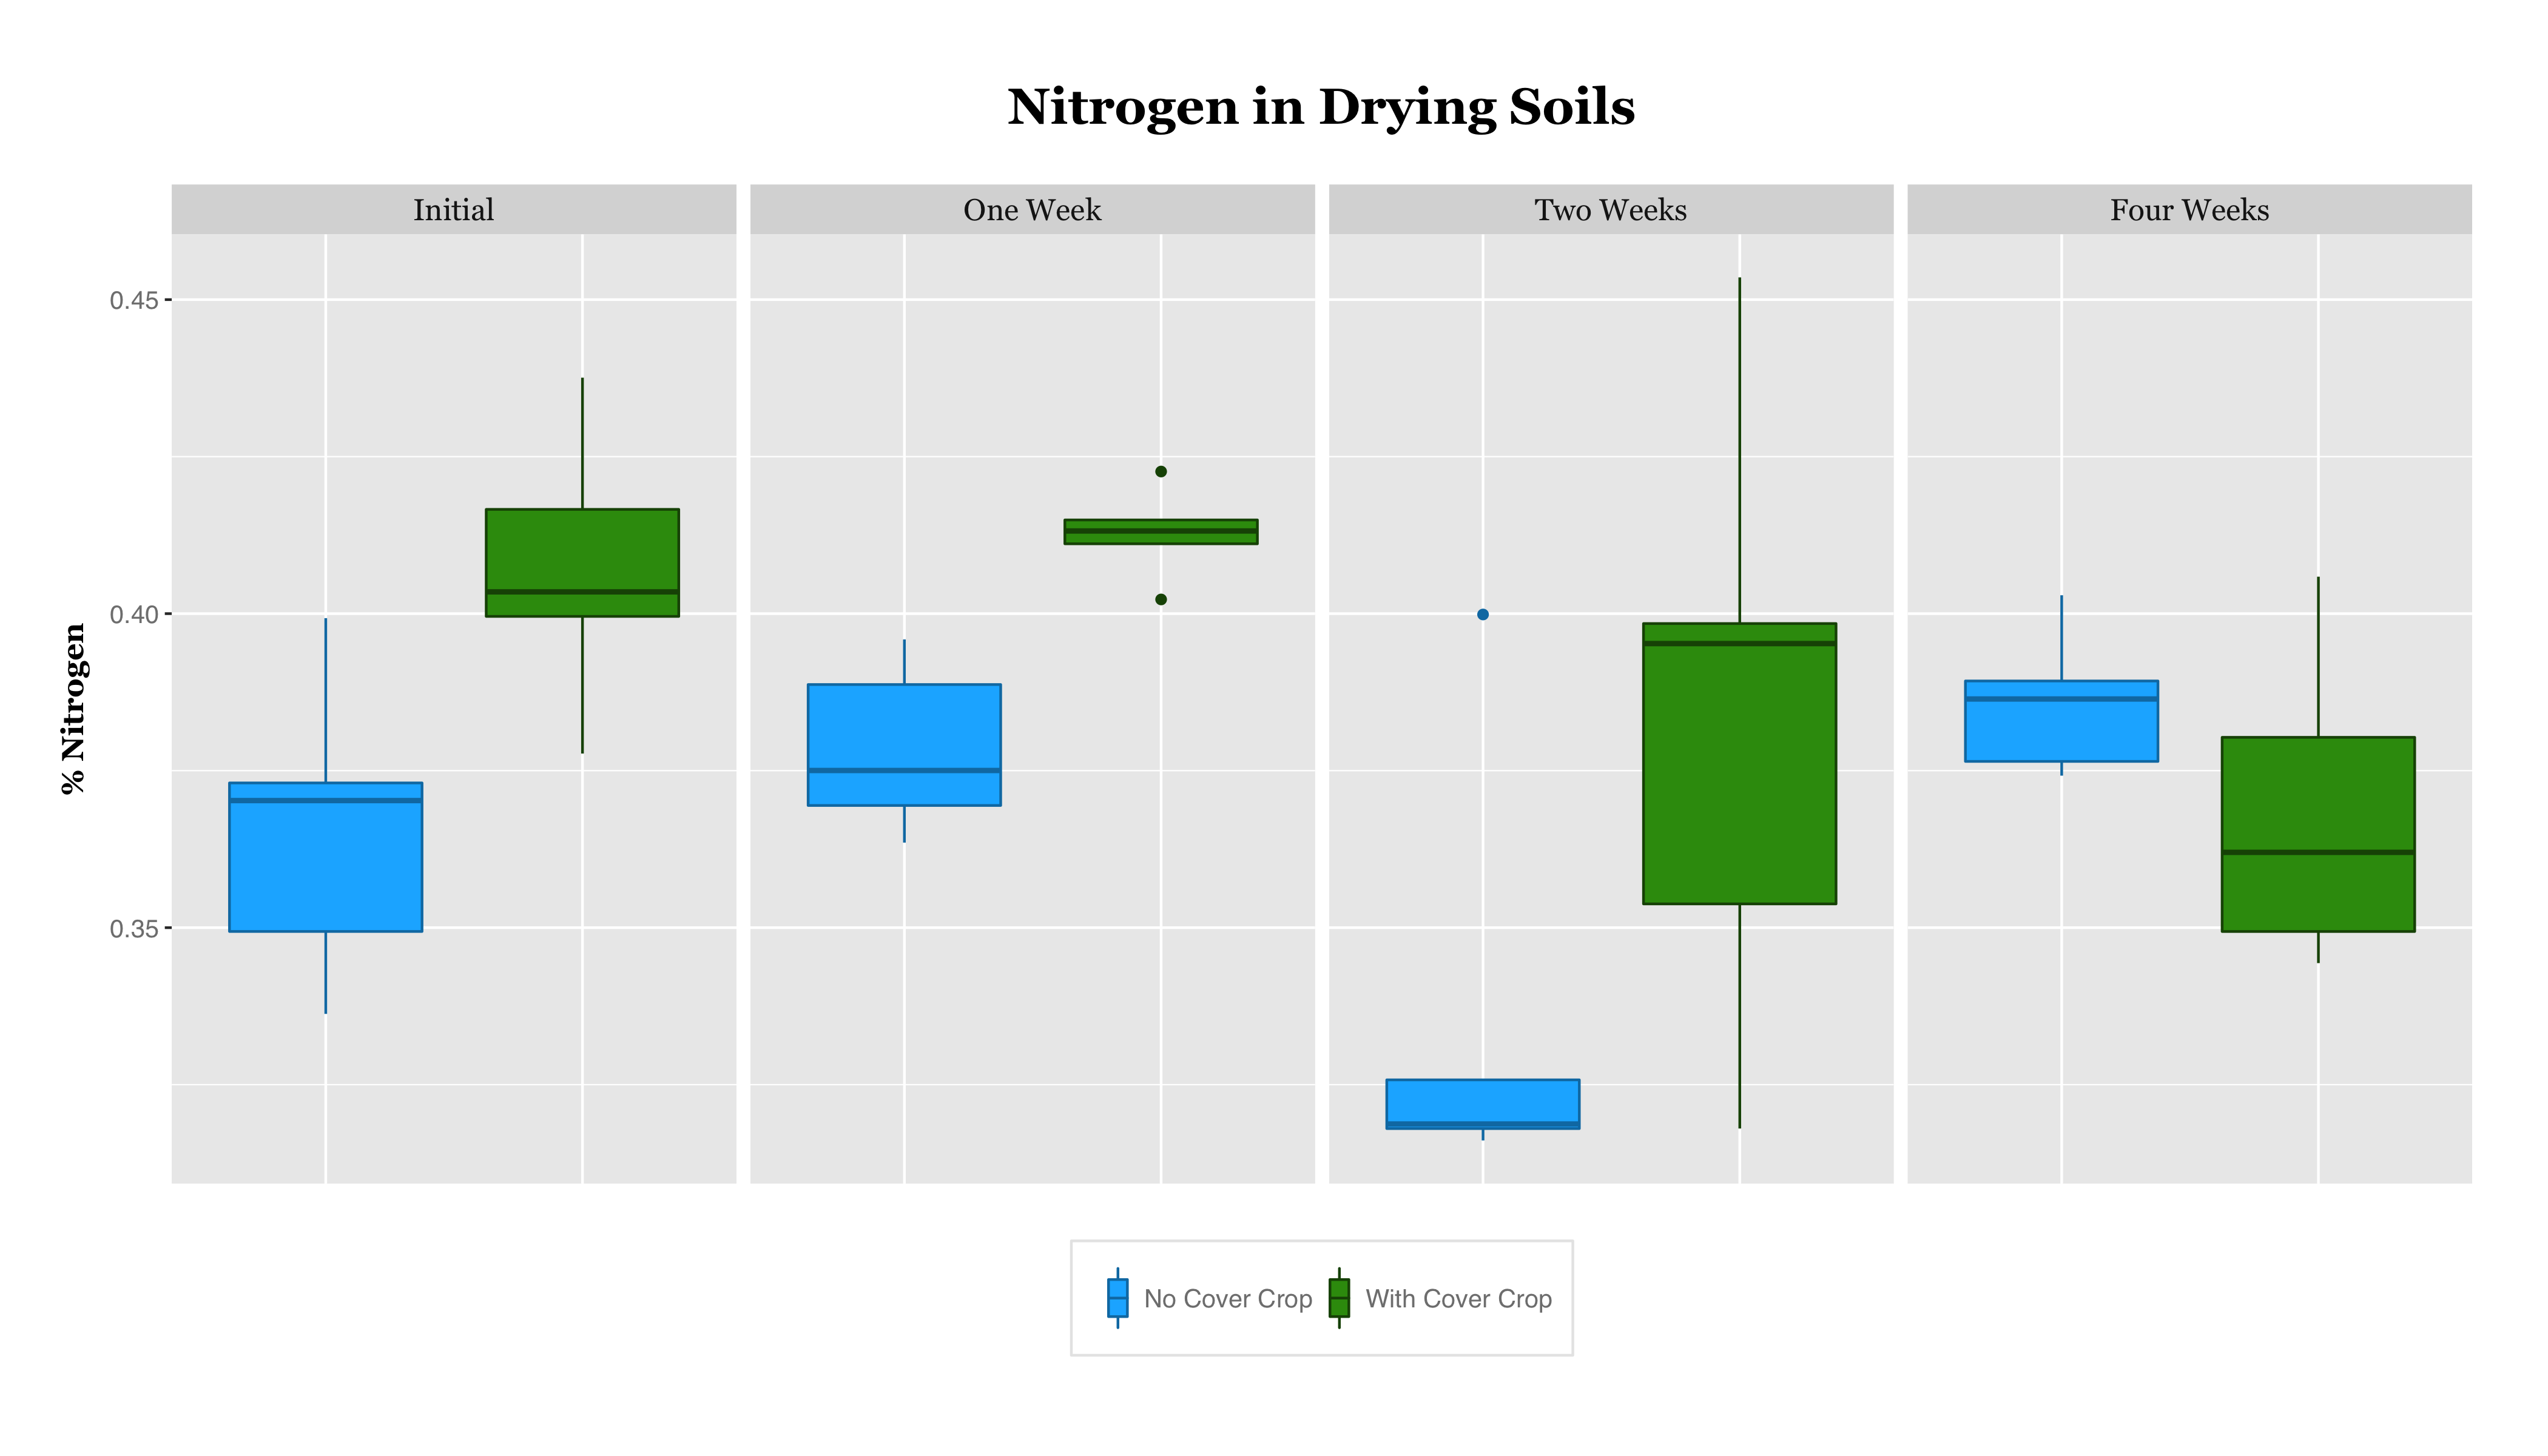 Nitrogen in Drying Soils
Initial
One Week
Two Weeks
Four Weeks
% Nitrogen
0.45
0.40
0.35
No Cover Crop
With Cover Crop